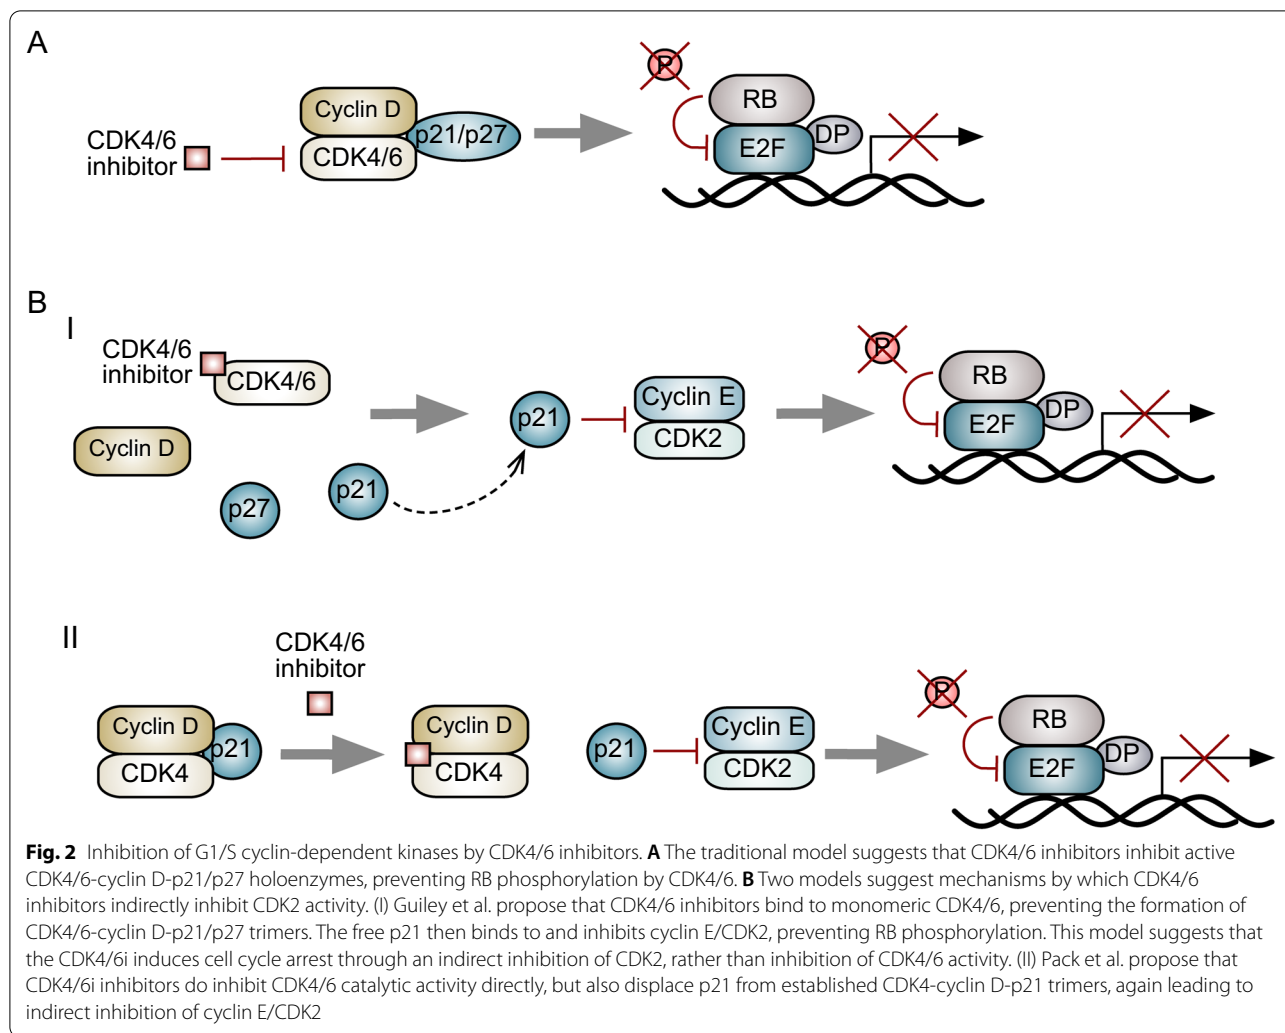 A
CDK4/6
inhibitor
Cyclin D
CDK4/6
p21/p27
P
RB
E2F
DP
B
I
CDK4/6
inhibitor
CDK4/6
Cyclin D
p27
p21
p21
Cyclin E
CDK2
P
RB
E2F
DP
II
CDK4/6
inhibitor
Cyclin D
CDK4
p21
Cyclin D
CDK4
p21
Cyclin E
CDK2
P
RB
E2F
DP
Fig. 2 Inhibition of G1/S cyclin-dependent kinases by CDK4/6 inhibitors. A The traditional model suggests that CDK4/6 inhibitors inhibit active
CDK4/6-cyclin D-p21/p27 holoenzymes, preventing RB phosphorylation by CDK4/6. B Two models suggest mechanisms by which CDK4/6
inhibitors indirectly inhibit CDK2 activity. (I) Guiley et al. propose that CDK4/6 inhibitors bind to monomeric CDK4/6, preventing the formation of
CDK4/6-cyclin D-p21/p27 trimers. The free p21 then binds to and inhibits cyclin E/CDK2, preventing RB phosphorylation. This model suggests that
the CDK4/6i induces cell cycle arrest through an indirect inhibition of CDK2, rather than inhibition of CDK4/6 activity. (II) Pack et al. propose that
CDK4/6i inhibitors do inhibit CDK4/6 catalytic activity directly, but also displace p21 from established CDK4-cyclin D-p21 trimers, again leading to
indirect inhibition of cyclin E/CDK2